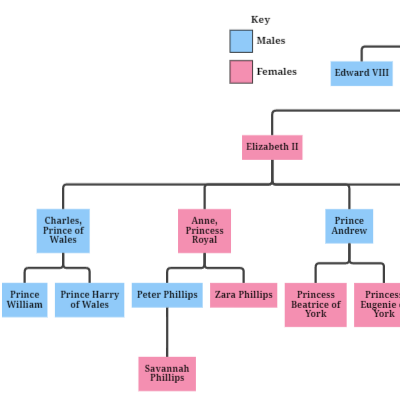 Key
Males
Females
Edward VIII
Elizabeth II
Charles,
Prince of
Wales
Anne,
Princess
Royal
Prince
Andrew
Prince
William
Prince Harry
of Wales
Peter Phillips
Zara Phillips
Princess
Beatrice of
York
Princess
Eugenie
York
Savannah
Phillips